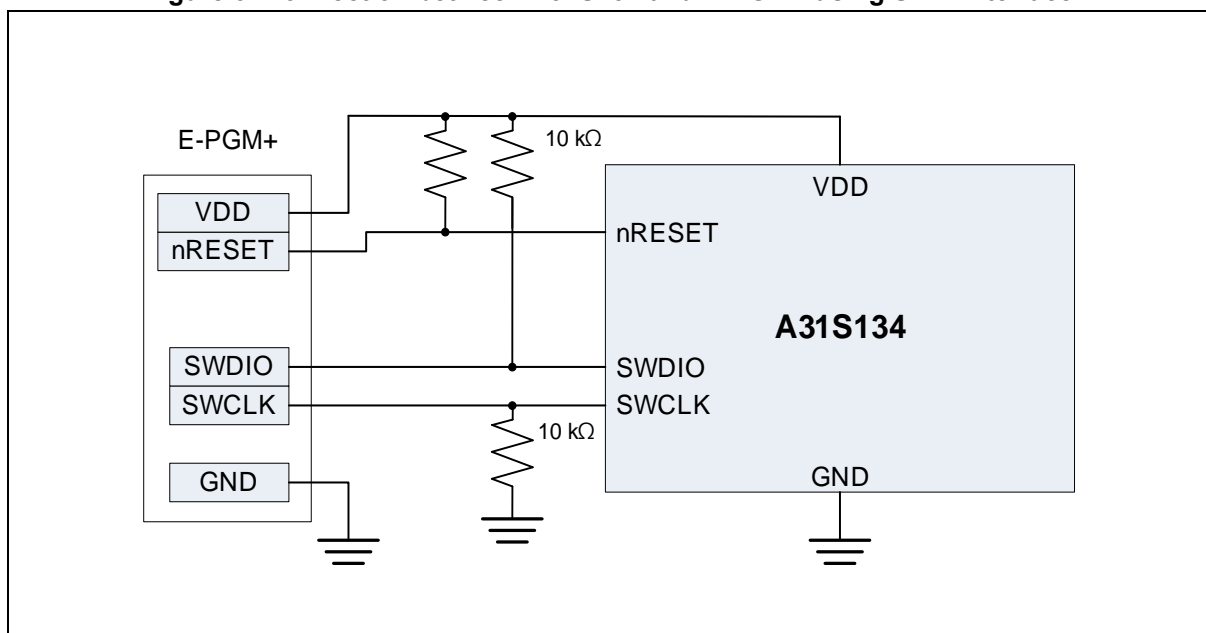 E-PGM+
10 kΩ
VDD
VDD
nRESET
nRESET
A31S134
SWDIO
SWDIO
SWCLK
SWCLK
10 kΩ
GND
GND